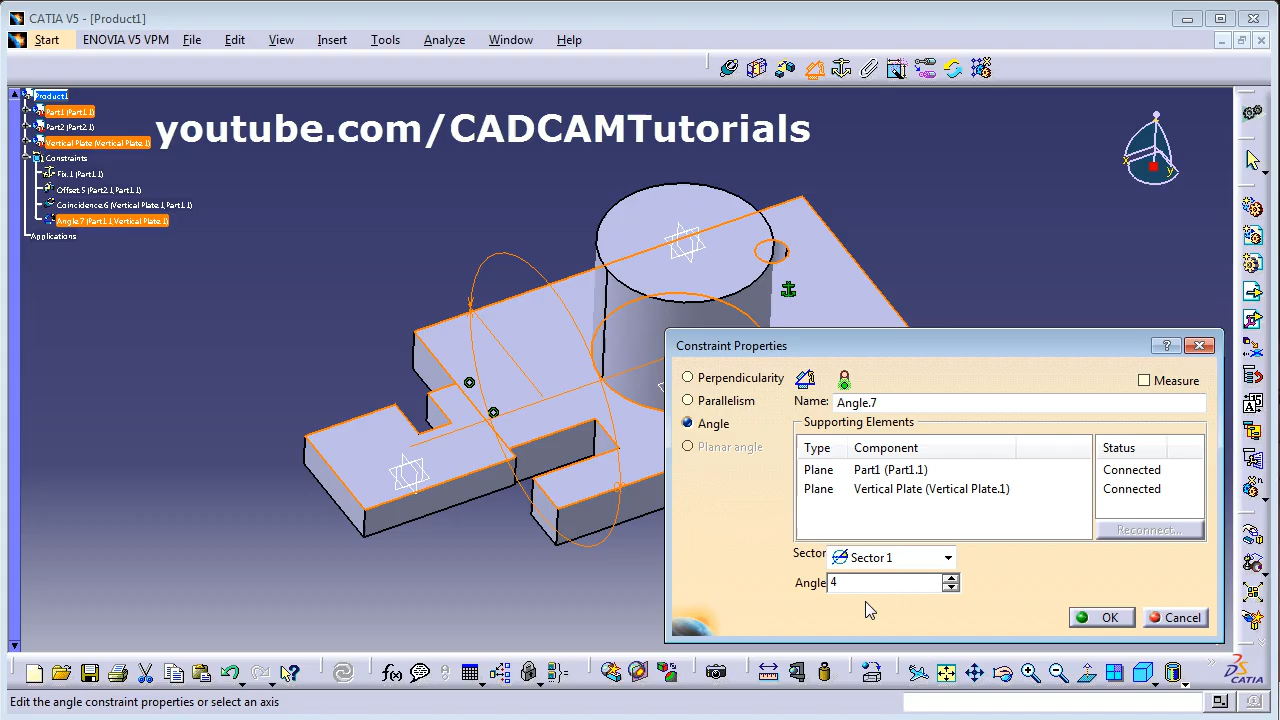 CATIA V5 - [Product1]
Start ENOVIA V5 VPM File Edit View Insert Tools Analyze Window Help
Product1
Part1 (Part1.1)
Part2 (Part2.1)
Vertical Plate (Vertical Plate.1)
Constraints
Fix.1 (Part1.1)
Offset.5 (Part2.1,Part1.1)
Coincidence.6 (Vertical Plate.1,Part1.1)
Angle.7 (Part1.1,Vertical Plate.1)
Applications
youtube.com/CADCAMTutorials
x y
Constraint Properties
Perpendicularity
Parallelism
Angle
Planar angle
Measure
Name: Angle.7
Supporting Elements
Type Component Status
Plane Part1 (Part1.1) Connected
Plane Vertical Plate (Vertical Plate.1) Connected
Reconnect...
Sector Sector 1
Angle 4
OK Cancel
f(x)
CATIA
Edit the angle constraint properties or select an axis